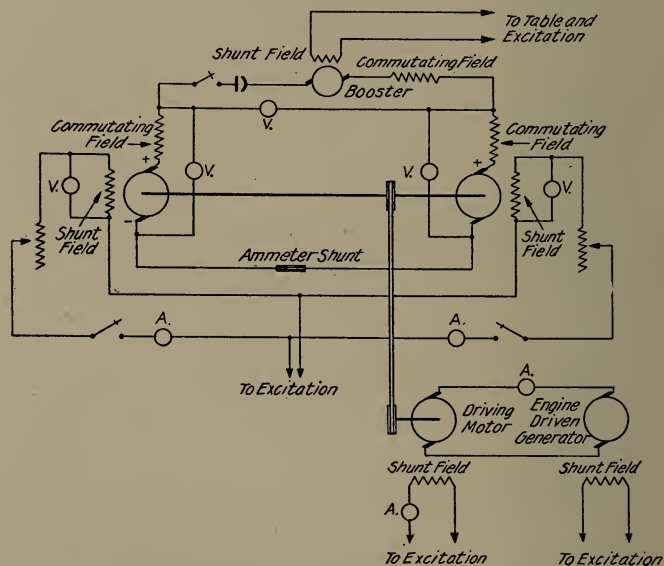 To Table and
Excitation
Shunt Field
Commutating Field
Booster
V.
Commutating
Field
Commutating
Field
+
+
V.
V.
V.
V.
Shunt
Field
Shunt
Field
-
-
Ammeter Shunt
A.
A.
To Excitation
A.
Driving
Motor
Engine
Driven
Generator
Shunt Field
Shunt Field
A.
To Excitation
To Excitation